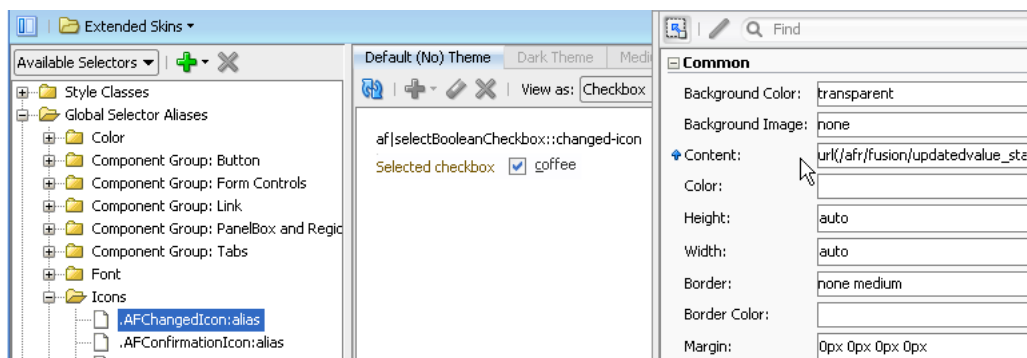 Extended Skins
Available Selectors
Style Classes
Global Selector Aliases
Color
Component Group: Button
Component Group: Form Controls
Component Group: Link
Component Group: PanelBox and Regic
Component Group: Tabs
Font
Icons
.AFChangedIcon:alias
.AFConfirmationIcon:alias
Default (No) Theme Dark Theme Medi
View as: Checkbox
af|selectBooleanCheckbox::changed-icon
Selected checkbox coffee
Find
Common
Background Color: transparent
Background Image: none
Content: url(/afr/fusion/updatedvalue_sta
Color:
Height: auto
Width: auto
Border: none medium
Border Color:
Margin: 0px 0px 0px 0px